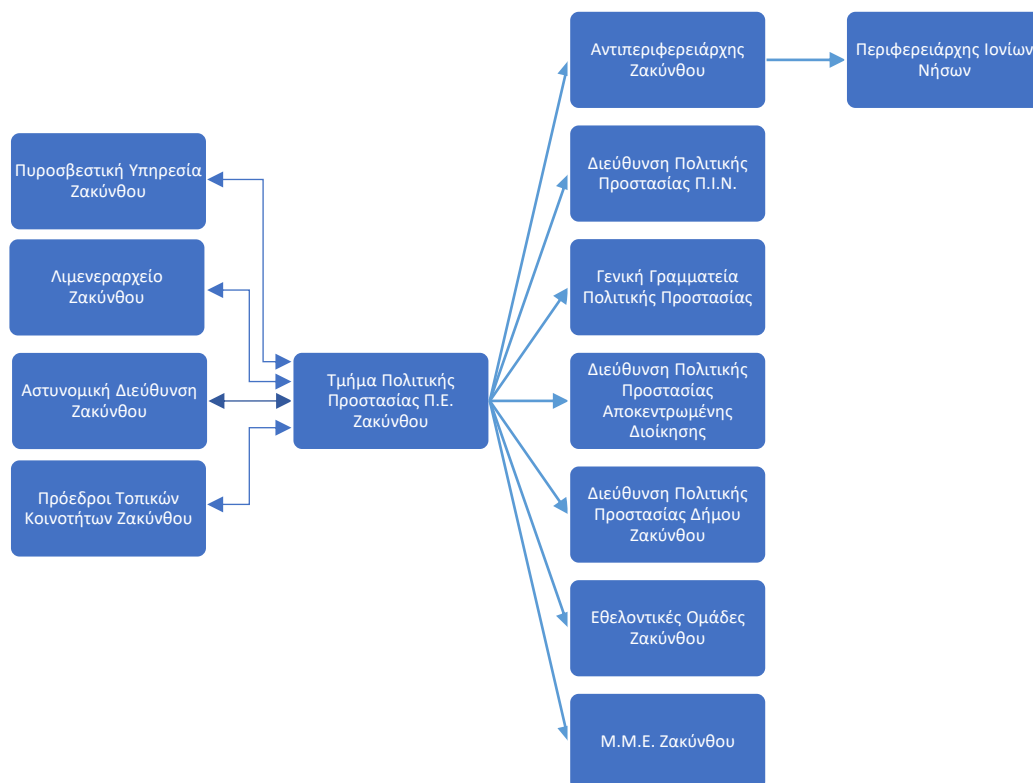 Αντιπεριφερειάρχης
Ζακύνθου
Περιφερειάρχης Ιονίων
Νήσων
Πυροσβεστική Υπηρεσία
Ζακύνθου
Διεύθυνση Πολιτικής
Προστασίας Π.Ι.Ν.
Λιμενεραρχείο
Ζακύνθου
Γενική Γραμματεία
Πολιτικής Προστασίας
Αστυνομική Διεύθυνση
Ζακύνθου
Τμήμα Πολιτικής
Προστασίας Π.Ε.
Ζακύνθου
Διεύθυνση Πολιτικής
Προστασίας
Αποκεντρωμένης
Διοίκησης
Πρόεδροι Τοπικών
Κοινοτήτων Ζακύνθου
Διεύθυνση Πολιτικής
Προστασίας Δήμου
Ζακύνθου
Εθελοντικές Ομάδες
Ζακύνθου
Μ.Μ.Ε. Ζακύνθου